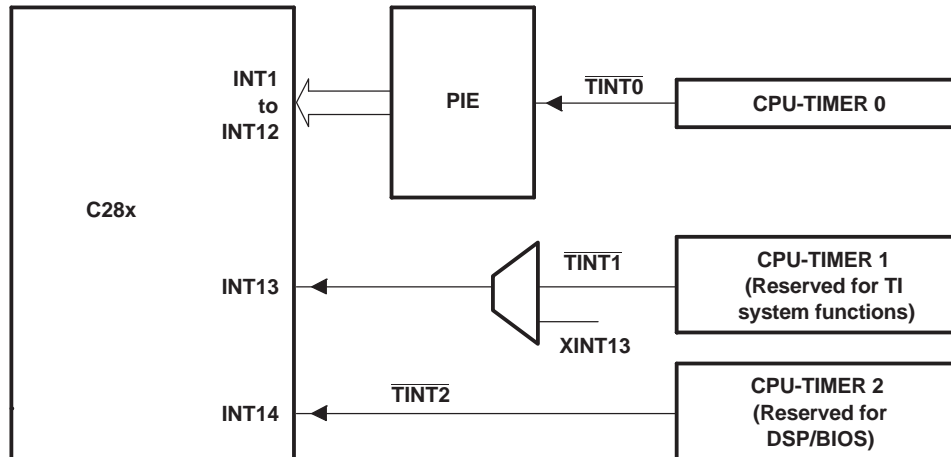 INT1
to
INT12
PIE
TINT0
CPU-TIMER 0
C28x
INT13
TINT1
CPU-TIMER 1
(Reserved for TI
system functions)
XINT13
INT14
TINT2
CPU-TIMER 2
(Reserved for
DSP/BIOS)